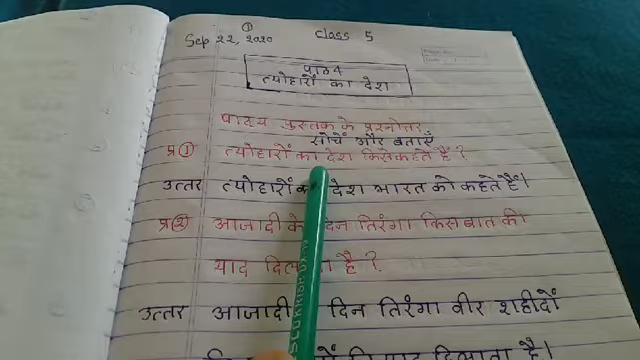 ①
Sep 22, 2020 Class 5
पाठ 4
त्योहारों का देश
पाठ्य पुस्तक के प्रश्नोत्तर
सोचें और बताएँ
प्र① त्योहारों का देश किसे कहते हैं?
उत्तर त्योहारों का देश भारत को कहते हैं।
प्र② आजादी के दिन तिरंगा किस बात की
याद दिलाता है?
उत्तर आजादी दिन तिरंगा वीर शहीदों
दिलाता है।